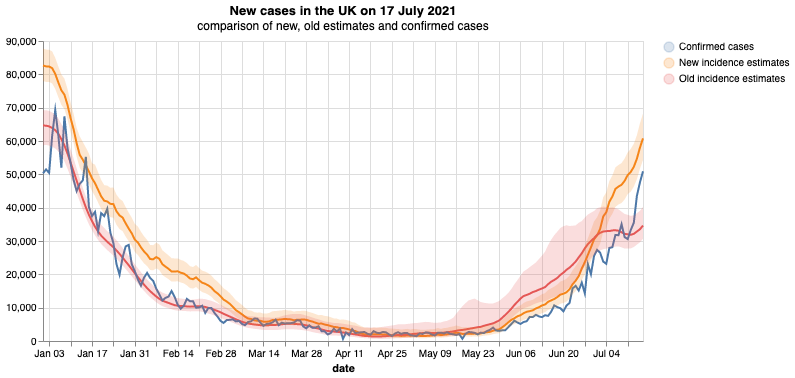 New cases in the UK on 17 July 2021
comparison of new, old estimates and confirmed cases
90,000
80,000
70,000
60,000
50,000
40,000
30,000
20,000
10,000
0
Jan 03 Jan 17 Jan 31 Feb 14 Feb 28 Mar 14 Mar 28 Apr 11 Apr 25 May 09 May 23 Jun 06 Jun 20 Jul 04
date
Confirmed cases
New incidence estimates
Old incidence estimates